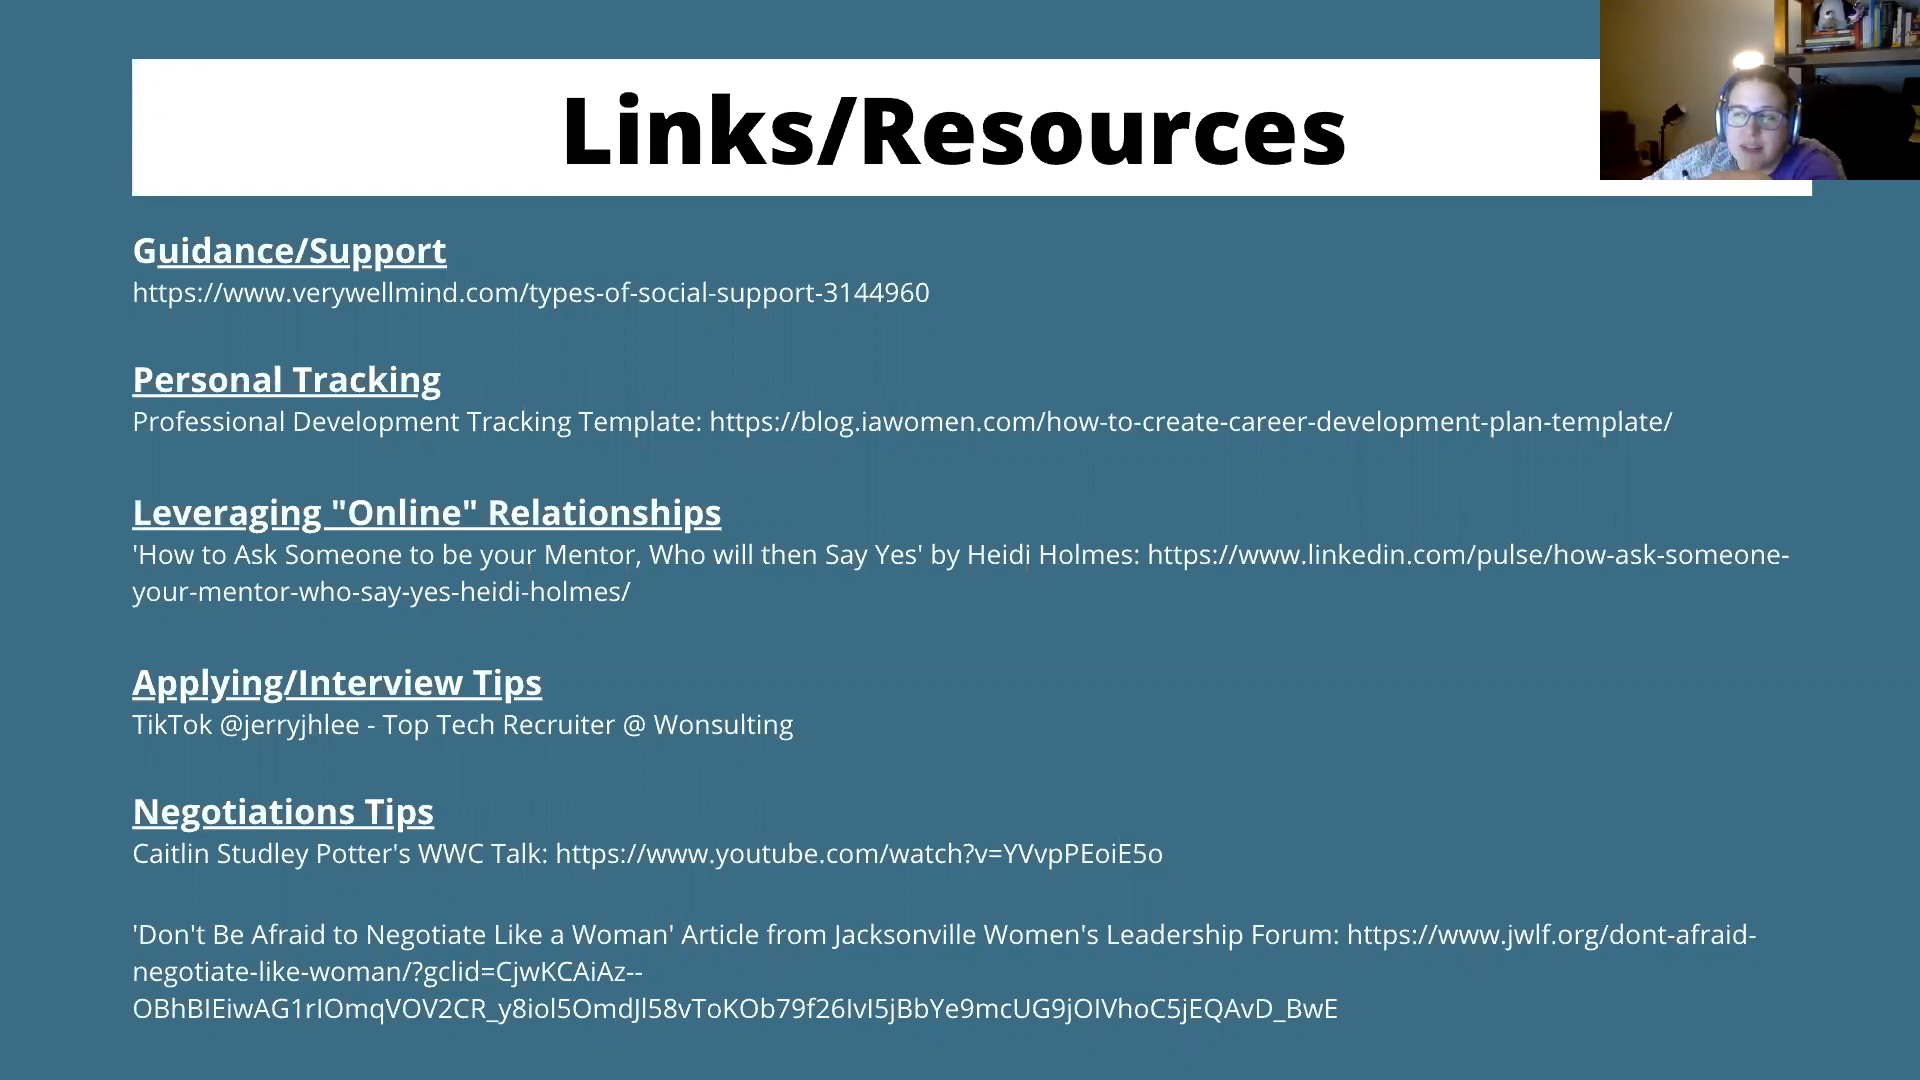 Links/Resources
Guidance/Support
https://www.verywellmind.com/types-of-social-support-3144960
Personal Tracking
Professional Development Tracking Template: https://blog.iawomen.com/how-to-create-career-development-plan-template/
Leveraging "Online" Relationships
'How to Ask Someone to be your Mentor, Who will then Say Yes' by Heidi Holmes: https://www.linkedin.com/pulse/how-ask-someone-
your-mentor-who-say-yes-heidi-holmes/
Applying/Interview Tips
TikTok @jerryjhlee - Top Tech Recruiter @ Wonsulting
Negotiations Tips
Caitlin Studley Potter's WWC Talk: https://www.youtube.com/watch?v=YVvpPEoiE5o
'Don't Be Afraid to Negotiate Like a Woman' Article from Jacksonville Women's Leadership Forum: https://www.jwlf.org/dont-afraid-
negotiate-like-woman/?gclid=CjwKCAiAz--
OBhBIEiwAG1rIOmqVOV2CR_y8iol5OmdJl58vToKOb79f26IvI5jBbYe9mcUG9jOIVhoC5jEQAvD_BwE